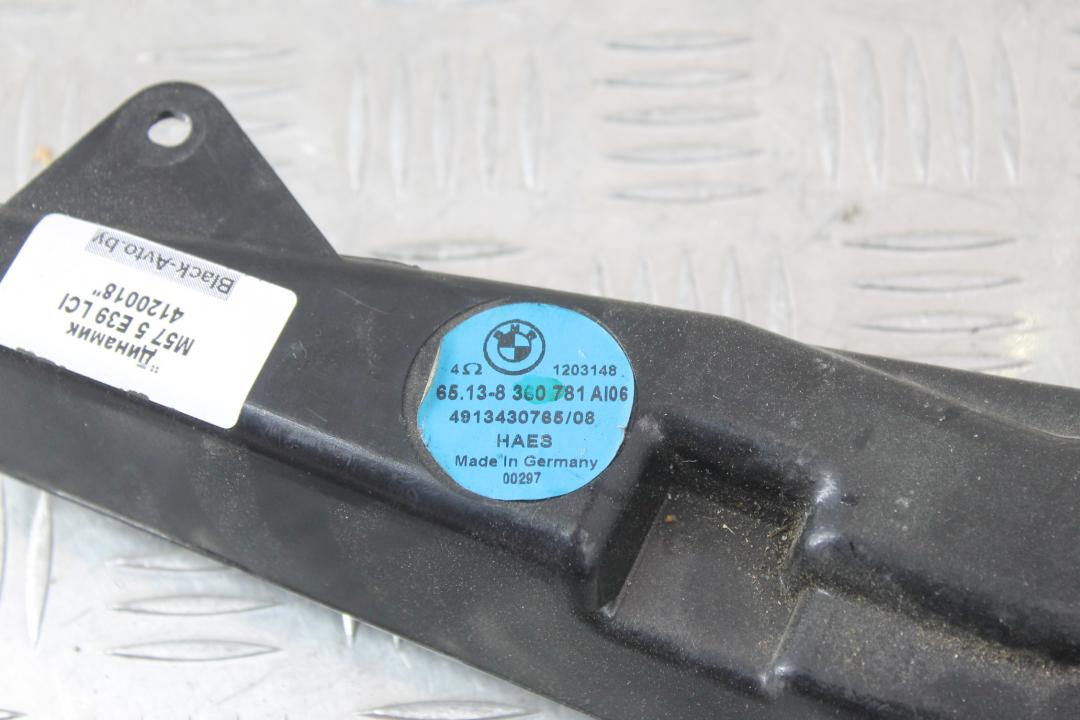 BMW
4Ω 1203148
65.13-8 360 781 AI06
4913430765/08
HAES
Made in Germany
00297
Black-Avto.by
Динамик
M57 5 E39 LCI
4120018"